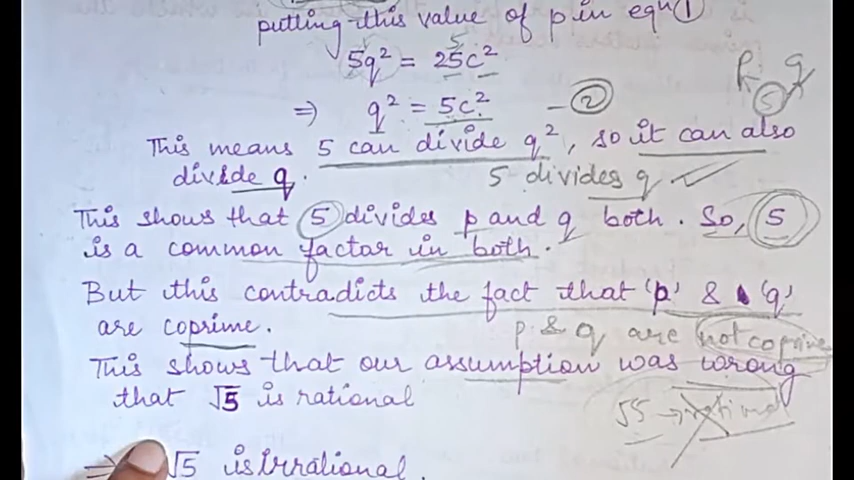 putting this value of p in eqn ①
5q² = 25c²
5
⇒ q² = 5c² — ②
p q
5
This means 5 can divide q², so it can also
divide q. 5 divides q ✓
This shows that 5 divides p and q both. So, 5
is a common factor in both.
But this contradicts the fact that 'p' & 'q'
are coprime. p & q are not coprime
This shows that our assumption was wrong
that √5 is rational √5 → rational
⇒ √5 is irrational.